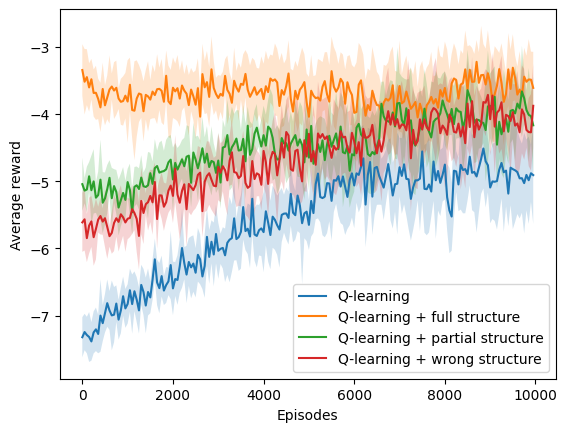 Average reward
−3
−4
−5
−6
−7
0
2000
4000
6000
8000
10000
Episodes
Q-learning
Q-learning + full structure
Q-learning + partial structure
Q-learning + wrong structure